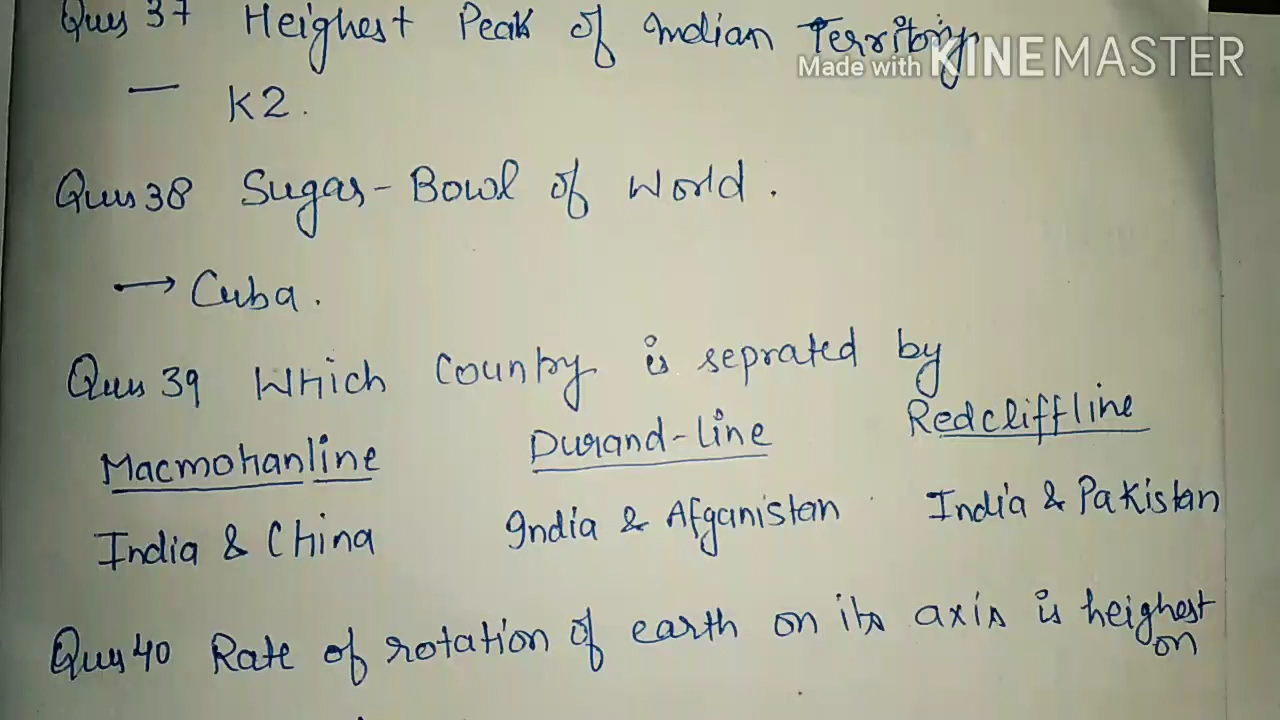 Ques 37 Heighest Peak of Indian Territory
Made with KINEMASTER
— K2.
Ques 38 Sugar-Bowl of World.
→ Cuba.
Ques 39 Which country is seprated by
Macmohanline Durand-line Redcliffline
India & China India & Afganistan India & Pakistan
Ques 40 Rate of rotation of earth on its axis is heighest
on